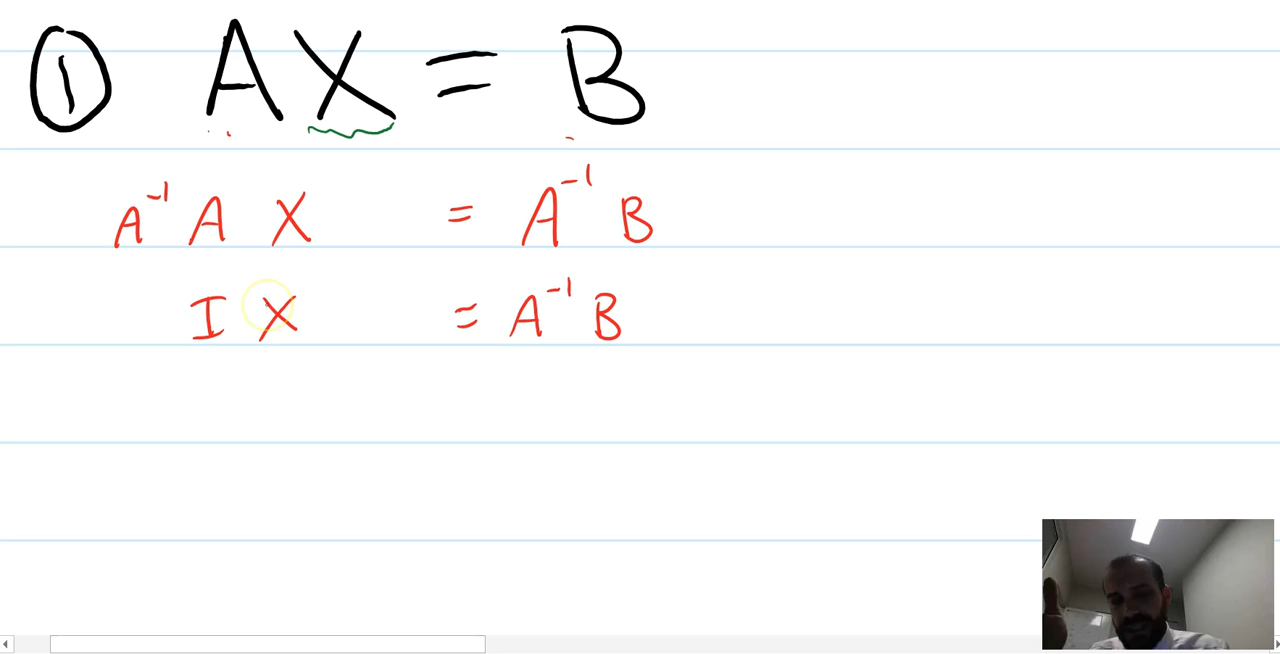 ① AX = B
A⁻¹ A X = A⁻¹ B
I X = A⁻¹ B